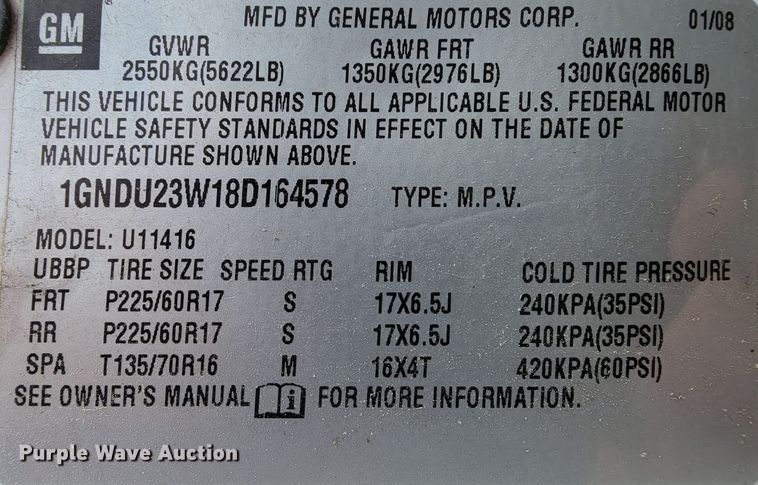 GM
MFD BY GENERAL MOTORS CORP. 01/08
GVWR GAWR FRT GAWR RR
2550KG(5622LB) 1350KG(2976LB) 1300KG(2866LB)
THIS VEHICLE CONFORMS TO ALL APPLICABLE U.S. FEDERAL MOTOR
VEHICLE SAFETY STANDARDS IN EFFECT ON THE DATE OF
MANUFACTURE SHOWN ABOVE.
1GNDU23W18D164578 TYPE: M.P.V.
MODEL: U11416
UBBP TIRE SIZE SPEED RTG RIM COLD TIRE PRESSURE
FRT P225/60R17 S 17X6.5J 240KPA(35PSI)
RR P225/60R17 S 17X6.5J 240KPA(35PSI)
SPA T135/70R16 M 16X4T 420KPA(60PSI)
SEE OWNER'S MANUAL i FOR MORE INFORMATION.
Purple Wave Auction